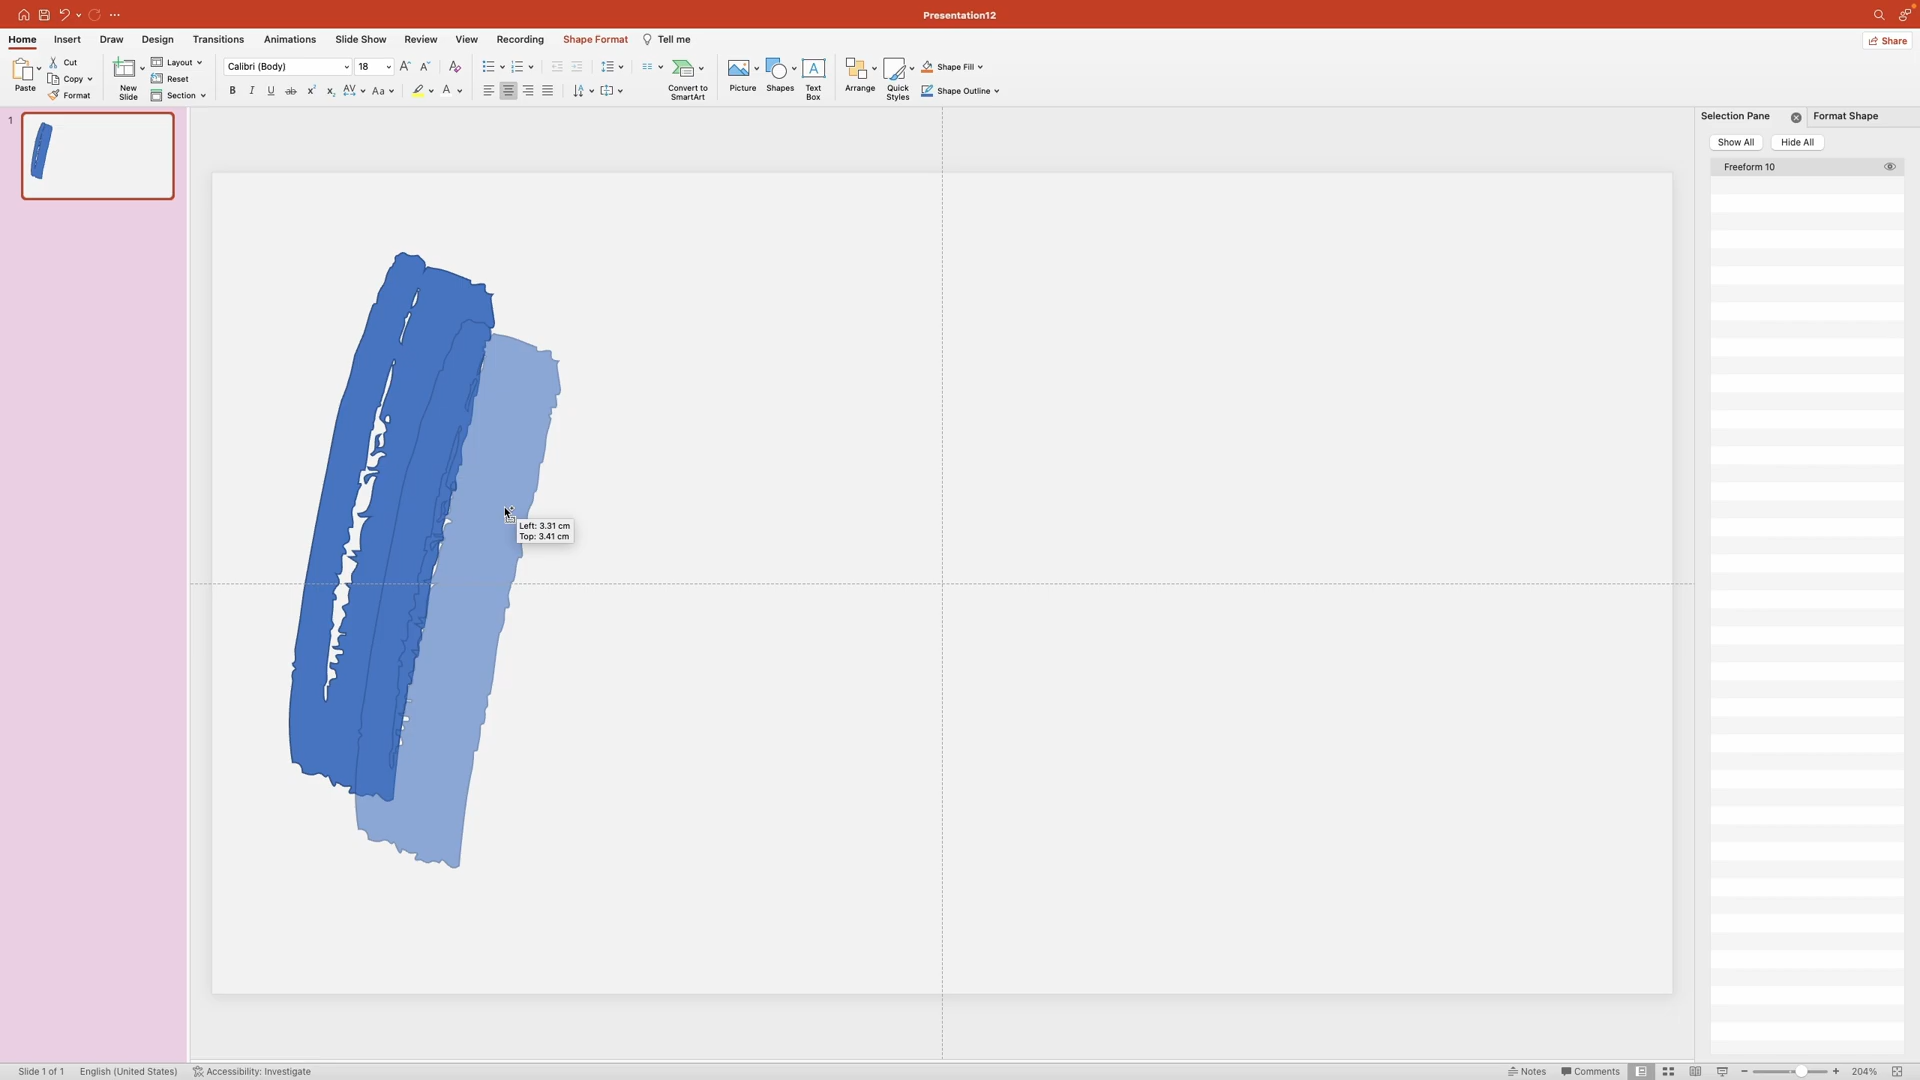 Presentation12
Home Insert Draw Design Transitions Animations Slide Show Review View Recording Shape Format Tell me
Share
Paste
Cut
Copy
Format
New Slide
Layout
Reset
Section
Calibri (Body) 18
Convert to SmartArt
Picture
Shapes
Text Box
Arrange
Quick Styles
Shape Fill
Shape Outline
1
Selection Pane Format Shape
Show All Hide All
Freeform 10
Left: 3.31 cm
Top: 3.41 cm
Slide 1 of 1 English (United States) Accessibility: Investigate Notes Comments 204%